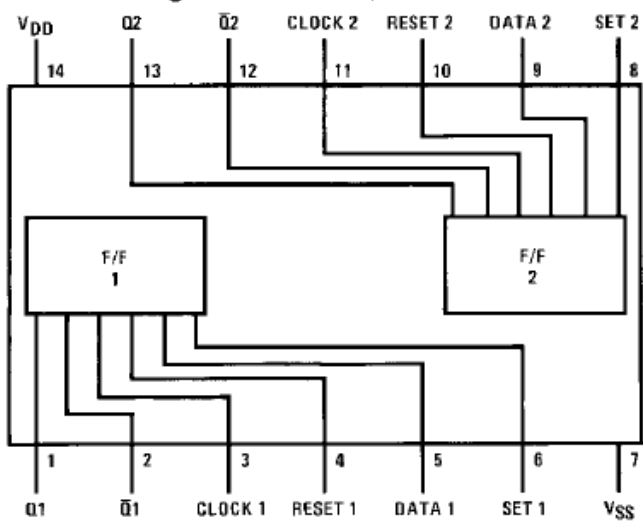 VDD Q2 Q̅2 CLOCK 2 RESET 2 DATA 2 SET 2
14 13 12 11 10 9 8
F/F F/F
1 2
1 2 3 4 5 6 7
Q1 Q̅1 CLOCK 1 RESET 1 DATA 1 SET 1 VSS